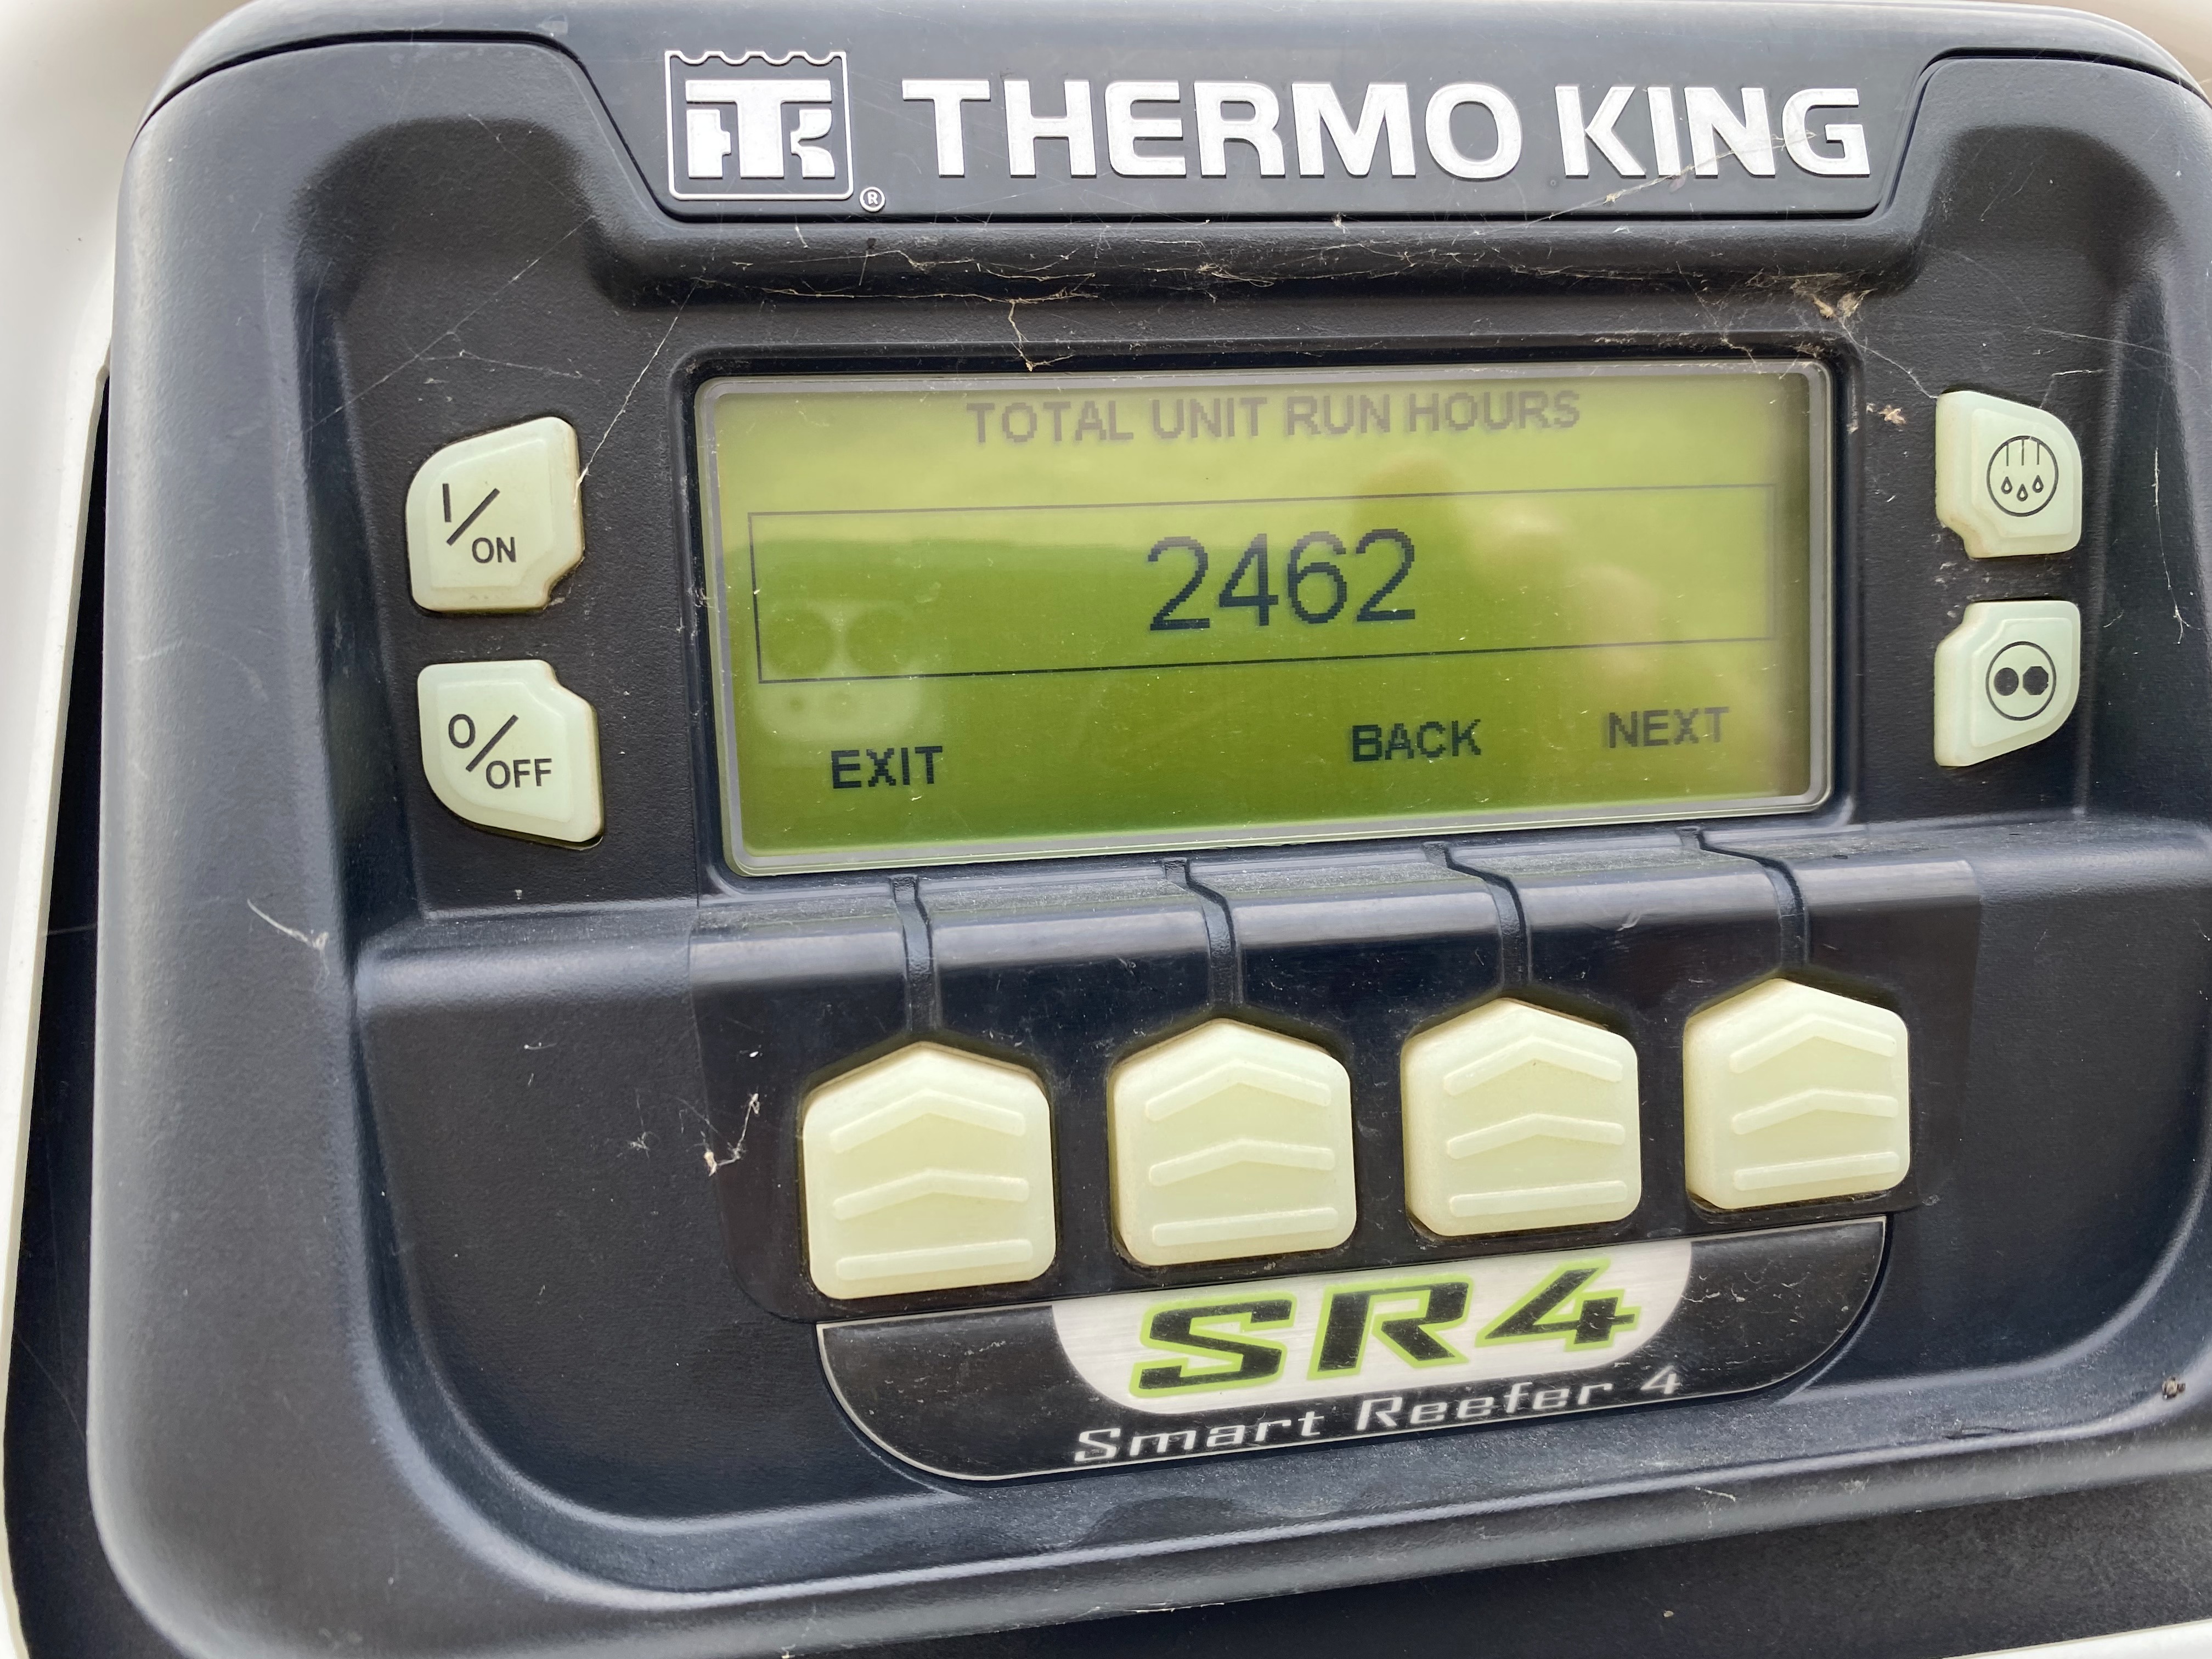 THERMO KING
®
TOTAL UNIT RUN HOURS
I/ON
2462
O/OFF
EXIT BACK NEXT
SR4
Smart Reefer 4